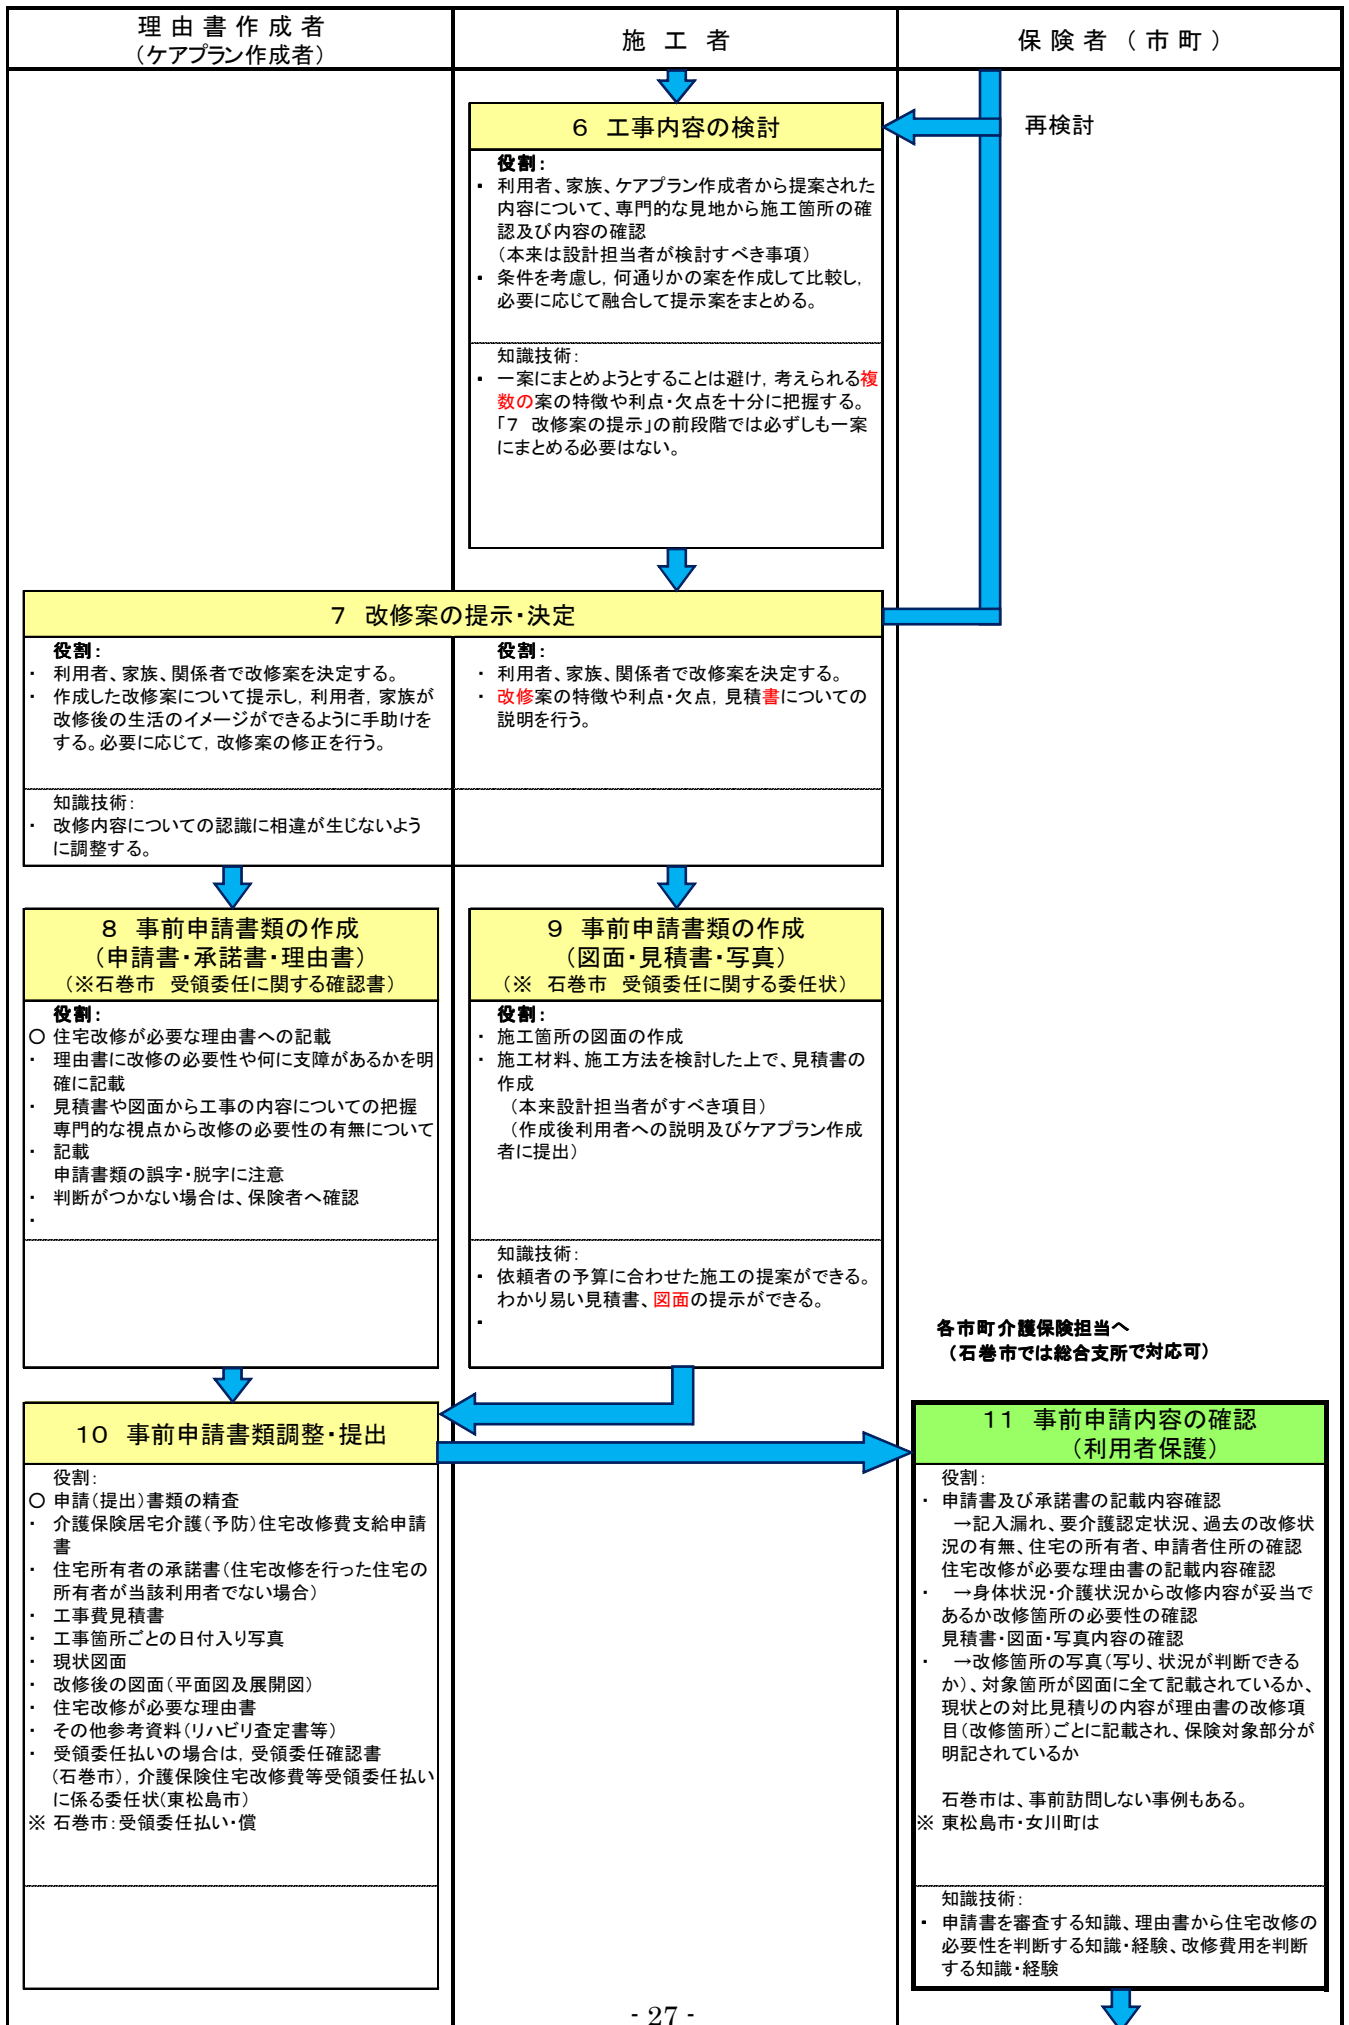 理由書作成者
（ケアプラン作成者）
施工者
保険者（市町）
6　工事内容の検討
再検討
役割：
・ 利用者、家族、ケアプラン作成者から提案された
内容について、専門的な見地から施工箇所の確
認及び内容の確認
（本来は設計担当者が検討すべき事項）
・ 条件を考慮し，何通りかの案を作成して比較し，
必要に応じて融合して提示案をまとめる。
知識技術：
・ 一案にまとめようとすることは避け，考えられる複
数の案の特徴や利点・欠点を十分に把握する。
「7　改修案の提示」の前段階では必ずしも一案
にまとめる必要はない。
7　改修案の提示・決定
役割：
・ 利用者、家族、関係者で改修案を決定する。
・ 作成した改修案について提示し，利用者，家族が
改修後の生活のイメージができるように手助けを
する。必要に応じて，改修案の修正を行う。
知識技術：
・ 改修内容についての認識に相違が生じないよう
に調整する。
役割：
・ 利用者、家族、関係者で改修案を決定する。
・ 改修案の特徴や利点・欠点，見積書についての
説明を行う。
8　事前申請書類の作成
（申請書・承諾書・理由書）
（※石巻市　受領委任に関する確認書）
役割：
○ 住宅改修が必要な理由書への記載
・ 理由書に改修の必要性や何に支障があるかを明
確に記載
・ 見積書や図面から工事の内容についての把握
専門的な視点から改修の必要性の有無について
・ 記載
申請書類の誤字・脱字に注意
・ 判断がつかない場合は、保険者へ確認
・
9　事前申請書類の作成
（図面・見積書・写真）
（※　石巻市　受領委任に関する委任状）
役割：
・ 施工箇所の図面の作成
・ 施工材料、施工方法を検討した上で、見積書の
作成
（本来設計担当者がすべき項目）
（作成後利用者への説明及びケアプラン作成
者に提出）
知識技術：
・ 依頼者の予算に合わせた施工の提案ができる。
わかり易い見積書、図面の提示ができる。
・
各市町介護保険担当へ
（石巻市では総合支所で対応可）
10　事前申請書類調整・提出
役割：
○ 申請（提出）書類の精査
・ 介護保険居宅介護（予防）住宅改修費支給申請
書
・ 住宅所有者の承諾書（住宅改修を行った住宅の
所有者が当該利用者でない場合）
・ 工事費見積書
・ 工事箇所ごとの日付入り写真
・ 現状図面
・ 改修後の図面（平面図及展開図）
・ 住宅改修が必要な理由書
・ その他参考資料（リハビリ査定書等）
・ 受領委任払いの場合は，受領委任確認書
（石巻市），介護保険住宅改修費等受領委任払い
に係る委任状（東松島市）
※ 石巻市：受領委任払い・償
11　事前申請内容の確認
（利用者保護）
役割：
・ 申請書及び承諾書の記載内容確認
→記入漏れ、要介護認定状況、過去の改修状
況の有無、住宅の所有者、申請者住所の確認
住宅改修が必要な理由書の記載内容確認
・ →身体状況・介護状況から改修内容が妥当で
あるか改修箇所の必要性の確認
見積書・図面・写真内容の確認
・ →改修箇所の写真（写り、状況が判断できる
か）、対象箇所が図面に全て記載されているか、
現状との対比見積りの内容が理由書の改修項
目（改修箇所）ごとに記載され、保険対象部分が
明記されているか
石巻市は、事前訪問しない事例もある。
※ 東松島市・女川町は
知識技術：
・ 申請書を審査する知識、理由書から住宅改修の
必要性を判断する知識・経験、改修費用を判断
する知識・経験
- 27 -